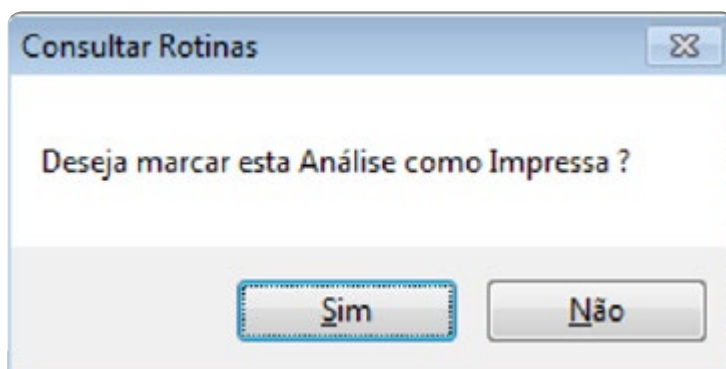 Consultar Rotinas
Deseja marcar esta Análise como Impressa ?
Sim
Não